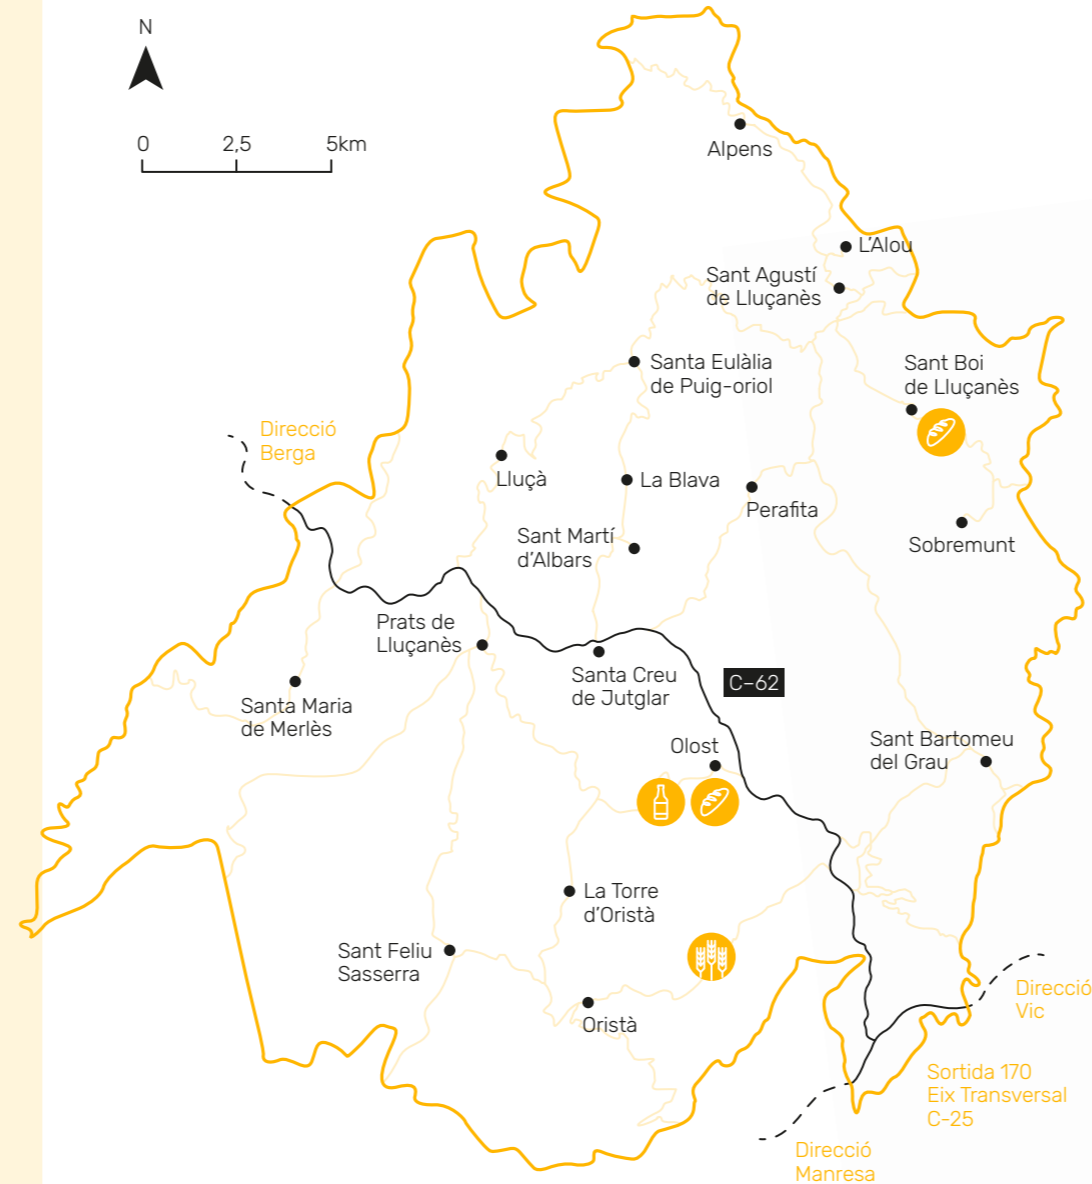 N
0 2,5 5km
Alpens
L'Alou
Sant Agustí
de Lluçanès
Santa Eulàlia
de Puig-oriol
Sant Boi
de Lluçanès
Direcció
Berga
Lluçà
La Blava
Perafita
Sant Martí
d'Albars
Sobremunt
Prats de
Lluçanès
Santa Creu
de Jutglar
C-62
Santa Maria
de Merlès
Olost
Sant Bartomeu
del Grau
La Torre
d'Oristà
Sant Feliu
Sasserra
Oristà
Direcció
Vic
Sortida 170
Eix Transversal
C-25
Direcció
Manresa